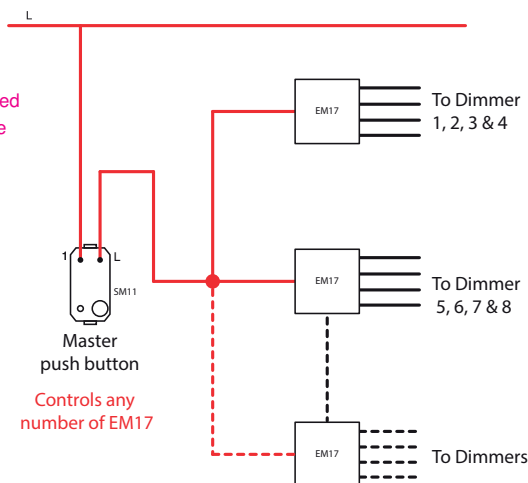 L
ed
e
EM17
To Dimmer
1, 2, 3 & 4
1
L
SM11
EM17
To Dimmer
5, 6, 7 & 8
Master
push button
Controls any
number of EM17
EM17
To Dimmers